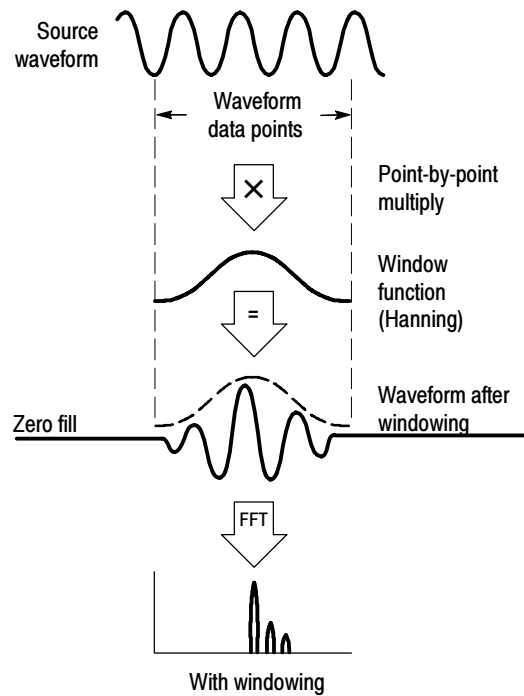 Source
waveform
Waveform
data points
×
Point-by-point
multiply
Window
function
(Hanning)
=
Zero fill
Waveform after
windowing
FFT
With windowing